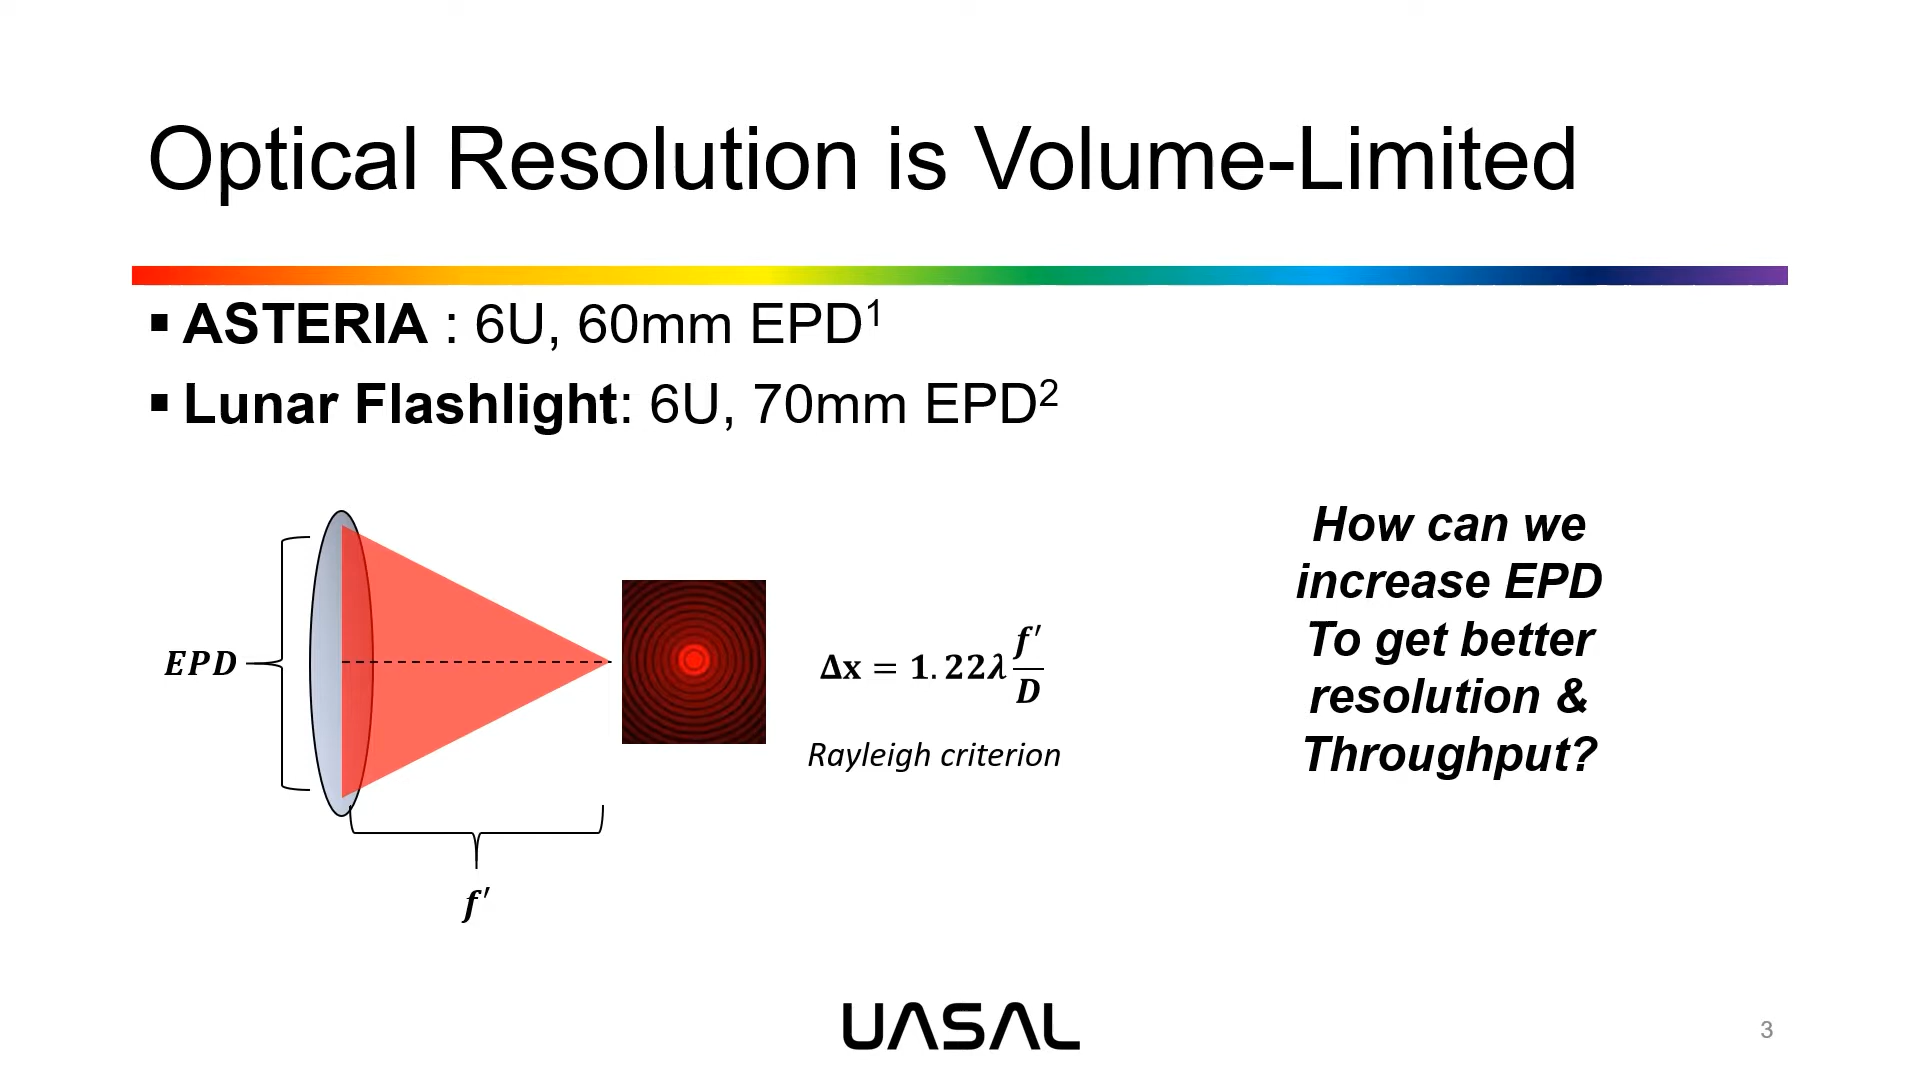 Optical Resolution is Volume-Limited
▪ ASTERIA : 6U, 60mm EPD¹
▪ Lunar Flashlight: 6U, 70mm EPD²
How can we
increase EPD
To get better
resolution &
Throughput?
EPD
Δx = 1.22λ f′/D
Rayleigh criterion
f′
UASAL
3